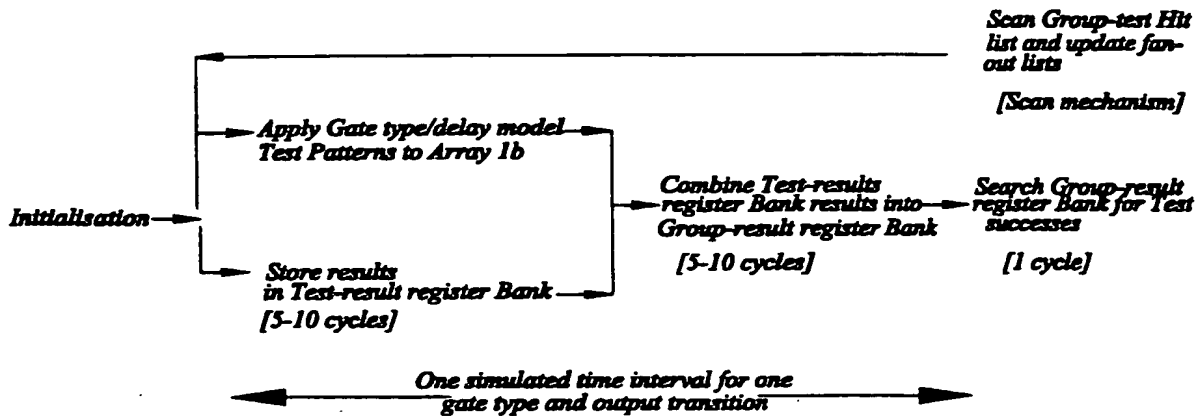 Scan Group-test Hit
list and update fan-
out lists
[Scan mechanism]
Apply Gate type/delay model
Test Patterns to Array 1b
Initialisation
Store results
in Test-result register Bank
[5-10 cycles]
Combine Test-results
register Bank results into
Group-result register Bank
[5-10 cycles]
Search Group-result
register Bank for Test
successes
[1 cycle]
One simulated time interval for one
gate type and output transition